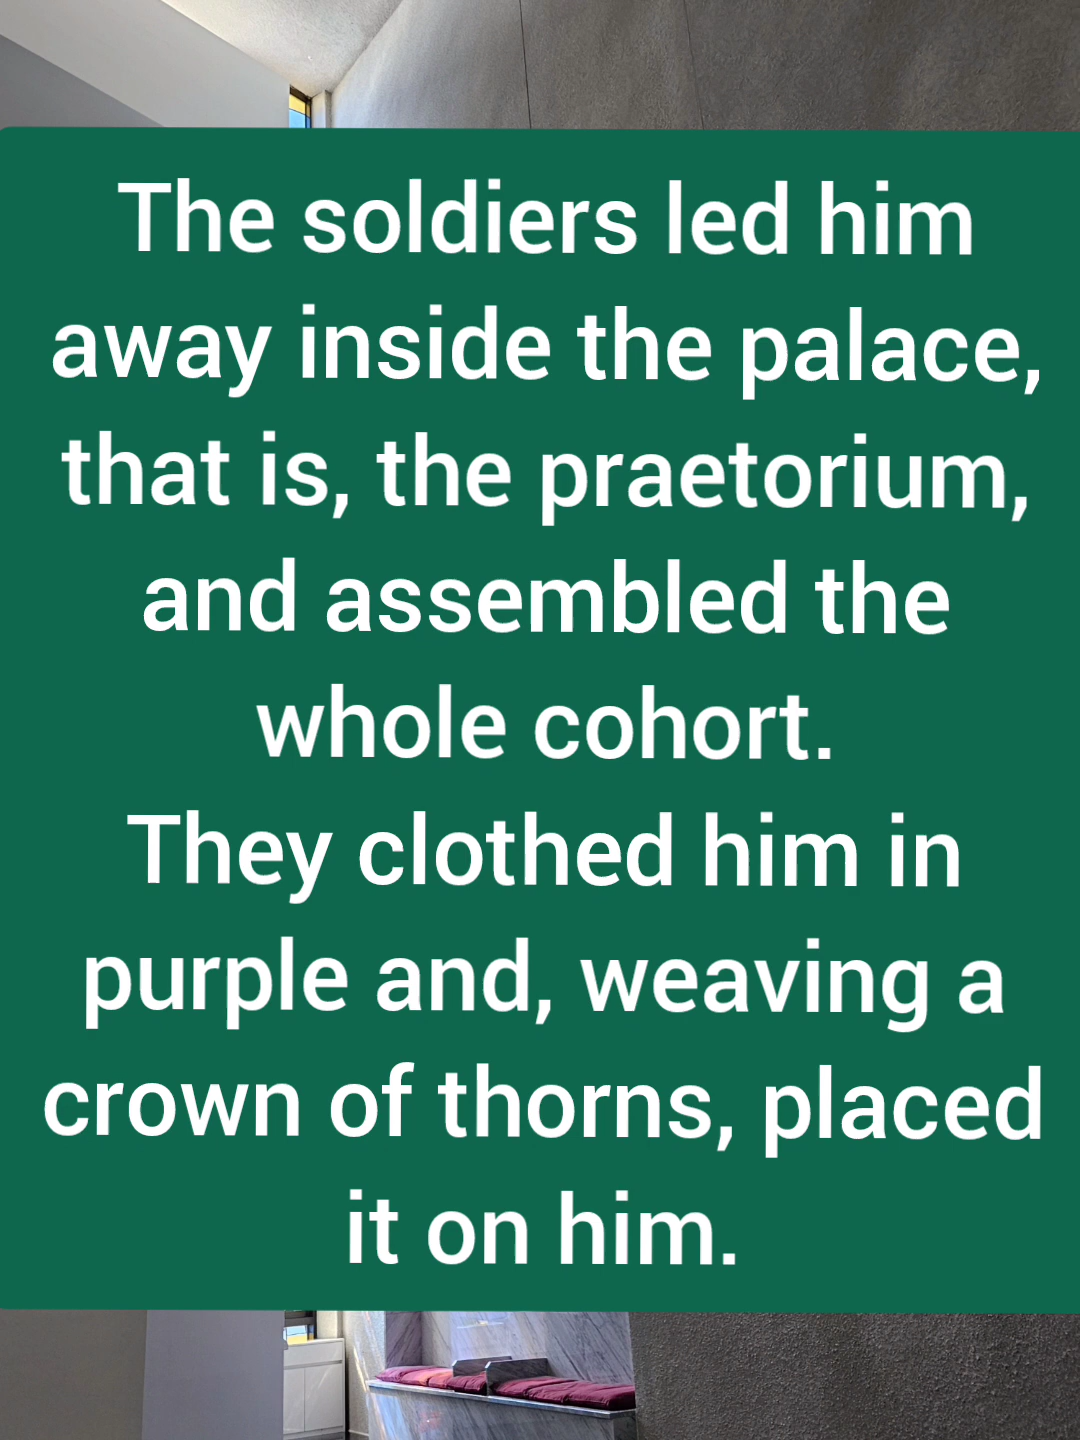 The soldiers led him
away inside the palace,
that is, the praetorium,
and assembled the
whole cohort.
They clothed him in
purple and, weaving a
crown of thorns, placed
it on him.